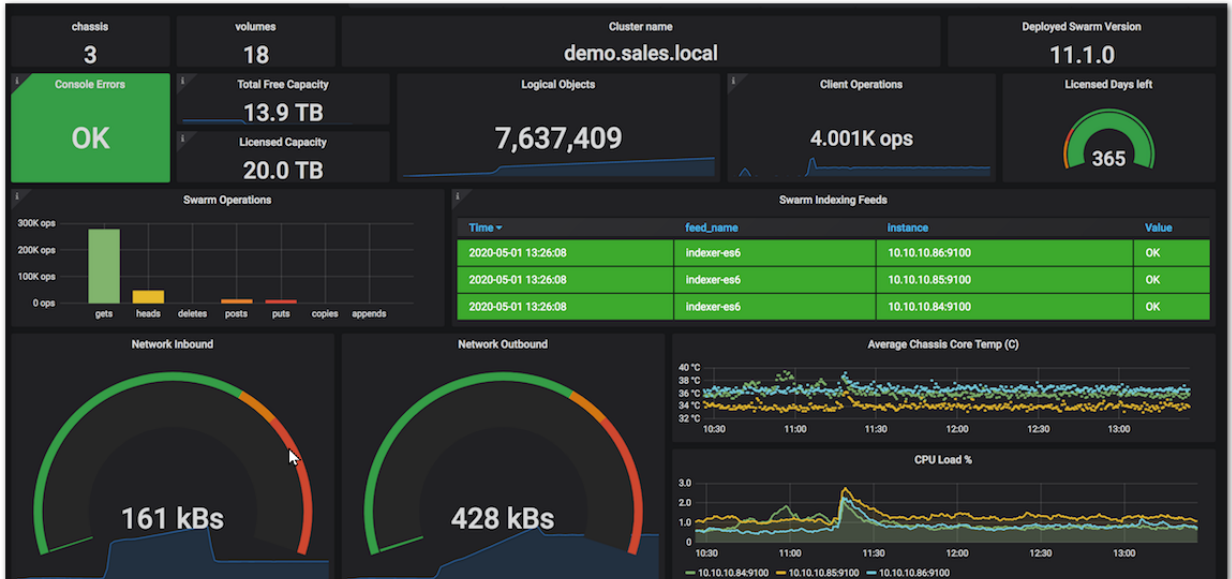 chassis
3
volumes
18
Cluster name
demo.sales.local
Deployed Swarm Version
11.1.0
Console Errors
OK
Total Free Capacity
13.9 TB
Licensed Capacity
20.0 TB
Logical Objects
7,637,409
Client Operations
4.001K ops
Licensed Days left
365
Swarm Operations
300K ops
200K ops
100K ops
0 ops
gets heads deletes posts puts copies appends
Swarm Indexing Feeds
Time feed_name instance Value
2020-05-01 13:26:08 indexer-es6 10.10.10.86:9100 OK
2020-05-01 13:26:08 indexer-es6 10.10.10.85:9100 OK
2020-05-01 13:26:08 indexer-es6 10.10.10.84:9100 OK
Network Inbound
161 kBs
Network Outbound
428 kBs
Average Chassis Core Temp (C)
40 °C
38 °C
36 °C
34 °C
32 °C
10:30 11:00 11:30 12:00 12:30 13:00
CPU Load %
3.0
2.0
1.0
0
10:30 11:00 11:30 12:00 12:30 13:00
10.10.10.84:9100 10.10.10.85:9100 10.10.10.86:9100